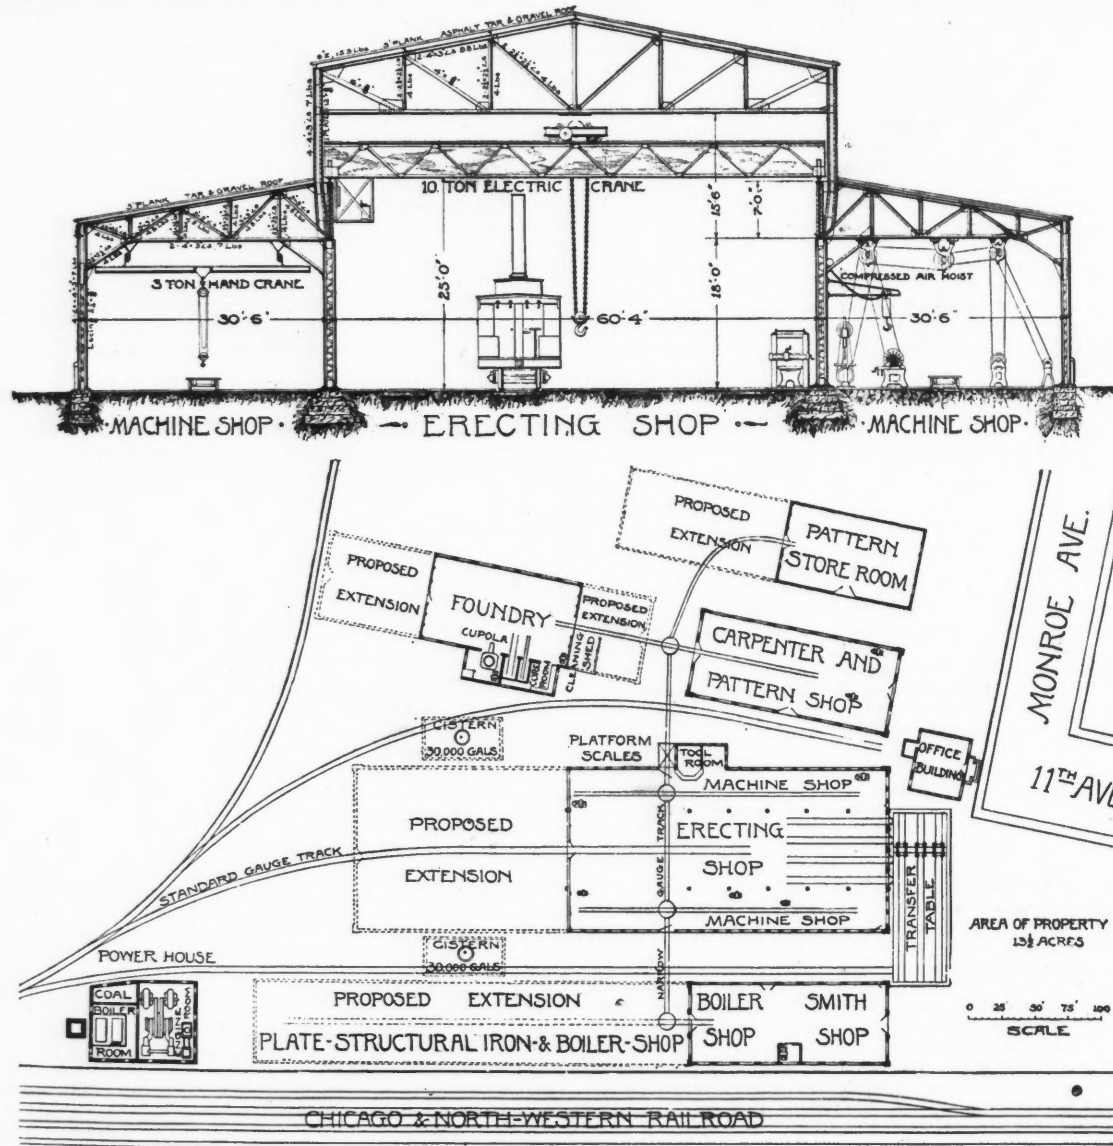 3" PLANK ASPHALT TAR & GRAVEL ROOF
3" PLANK
TAR & GRAVEL ROOF
10 TON ELECTRIC CRANE
3 TON HAND CRANE
COMPRESSED AIR HOIST
15'6"
7'-0"
25'-0"
18'-0"
30'-6"
60'-4"
30'-6"
MACHINE SHOP
ERECTING SHOP
MACHINE SHOP
PROPOSED
EXTENSION
PATTERN
STORE ROOM
MONROE AVE.
11TH AVE
PROPOSED
EXTENSION
FOUNDRY
CUPOLA
CORE
ROOM
CLEANING
SHED
PROPOSED
EXTENSION
CARPENTER AND
PATTERN SHOP
OFFICE
BUILDING
CISTERN
30,000 GALS
PLATFORM
SCALES
TOOL
ROOM
MACHINE SHOP
PROPOSED
EXTENSION
ERECTING
SHOP
MACHINE SHOP
NARROW GAUGE TRACK
STANDARD GAUGE TRACK
TRANSFER
TABLE
AREA OF PROPERTY
13½ ACRES
CISTERN
30,000 GALS
POWER HOUSE
COAL
BOILER
ROOM
ENGINE ROOM
PROPOSED EXTENSION
PLATE-STRUCTURAL IRON-&-BOILER-SHOP
BOILER
SHOP
SMITH
SHOP
0 25' 50' 75' 100
SCALE
CHICAGO & NORTH-WESTERN RAILROAD